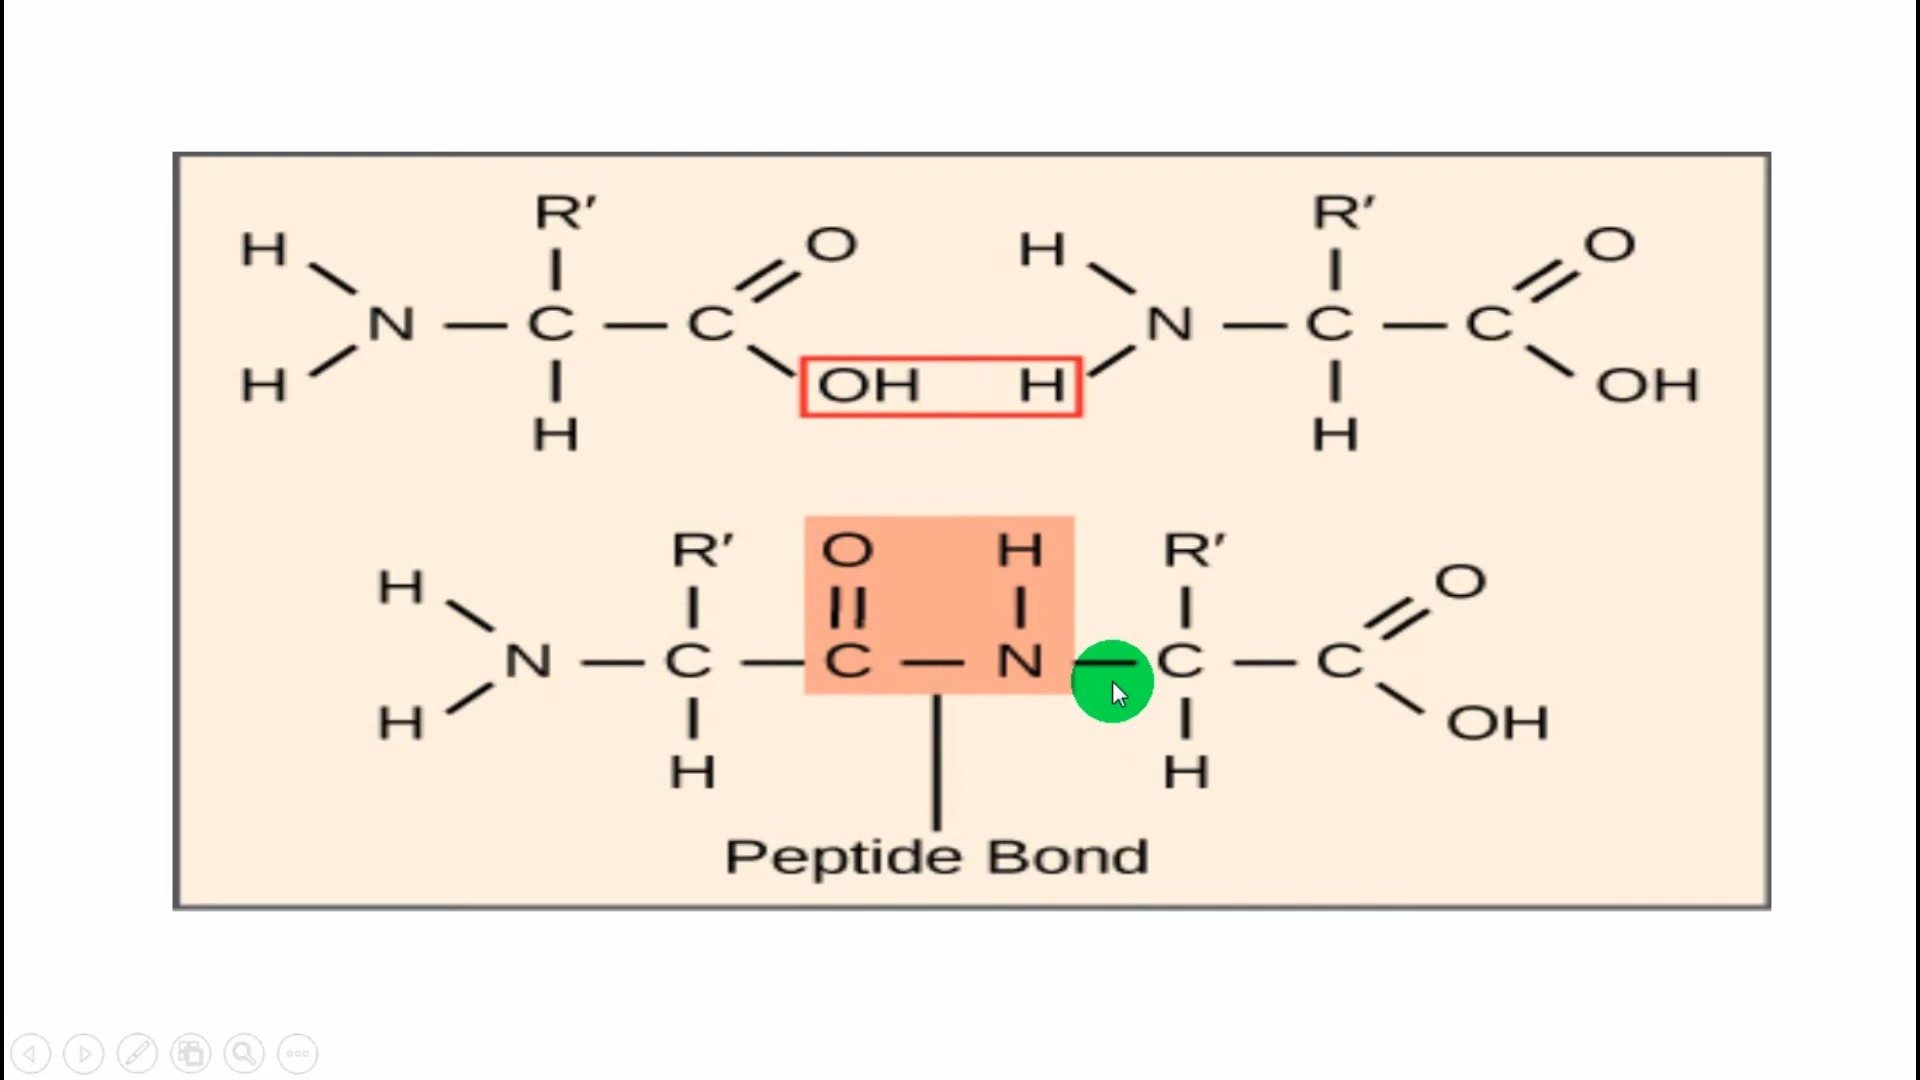 R′ R′
H O H O
N C C N C C
H OH H OH
H H
O H
R′ R′
H O
N C C N C C
H OH
H H
Peptide Bond